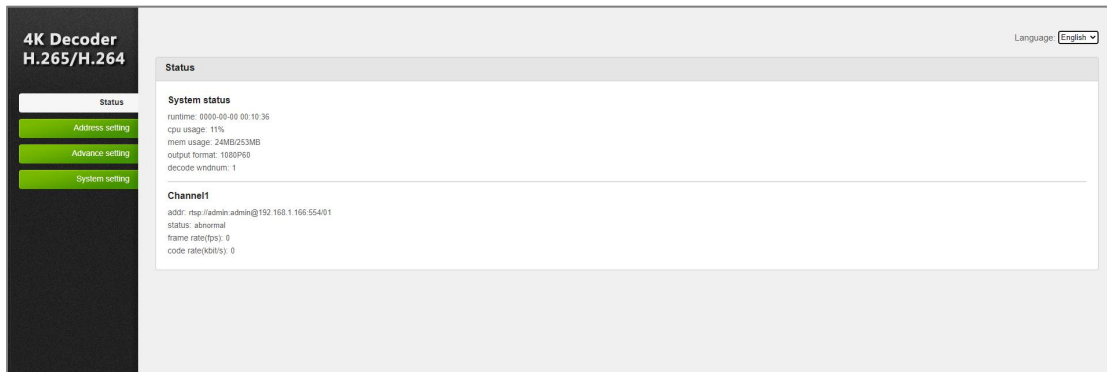 4K Decoder
H.265/H.264
Status
Address setting
Advance setting
System setting
Language: English
Status
System status
runtime: 0000-00-00 00:10:36
cpu usage: 11%
mem usage: 24MB/253MB
output format: 1080P60
decode wndnum: 1
Channel1
addr: rtsp://admin:admin@192.168.1.166:554/01
status: abnormal
frame rate(fps): 0
code rate(kbit/s): 0